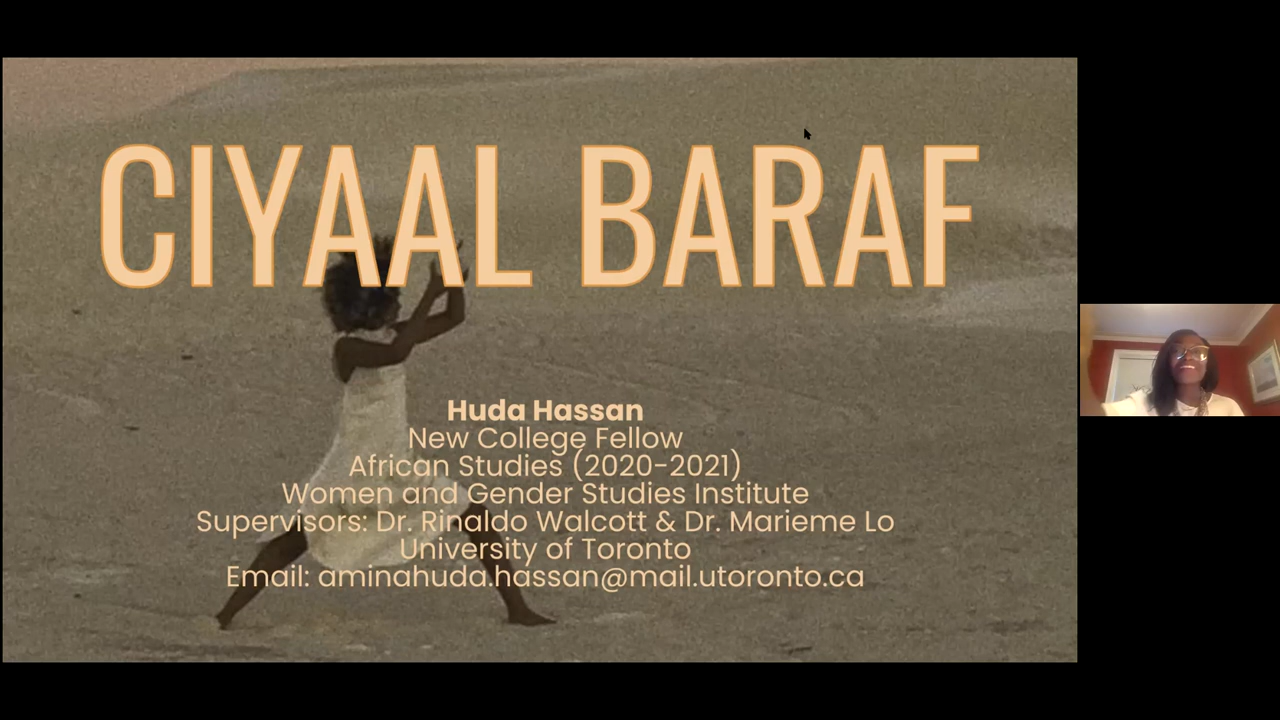 CIYAAL BARAF
Huda Hassan
New College Fellow
African Studies (2020-2021)
Women and Gender Studies Institute
Supervisors: Dr. Rinaldo Walcott & Dr. Marieme Lo
University of Toronto
Email: aminahuda.hassan@mail.utoronto.ca